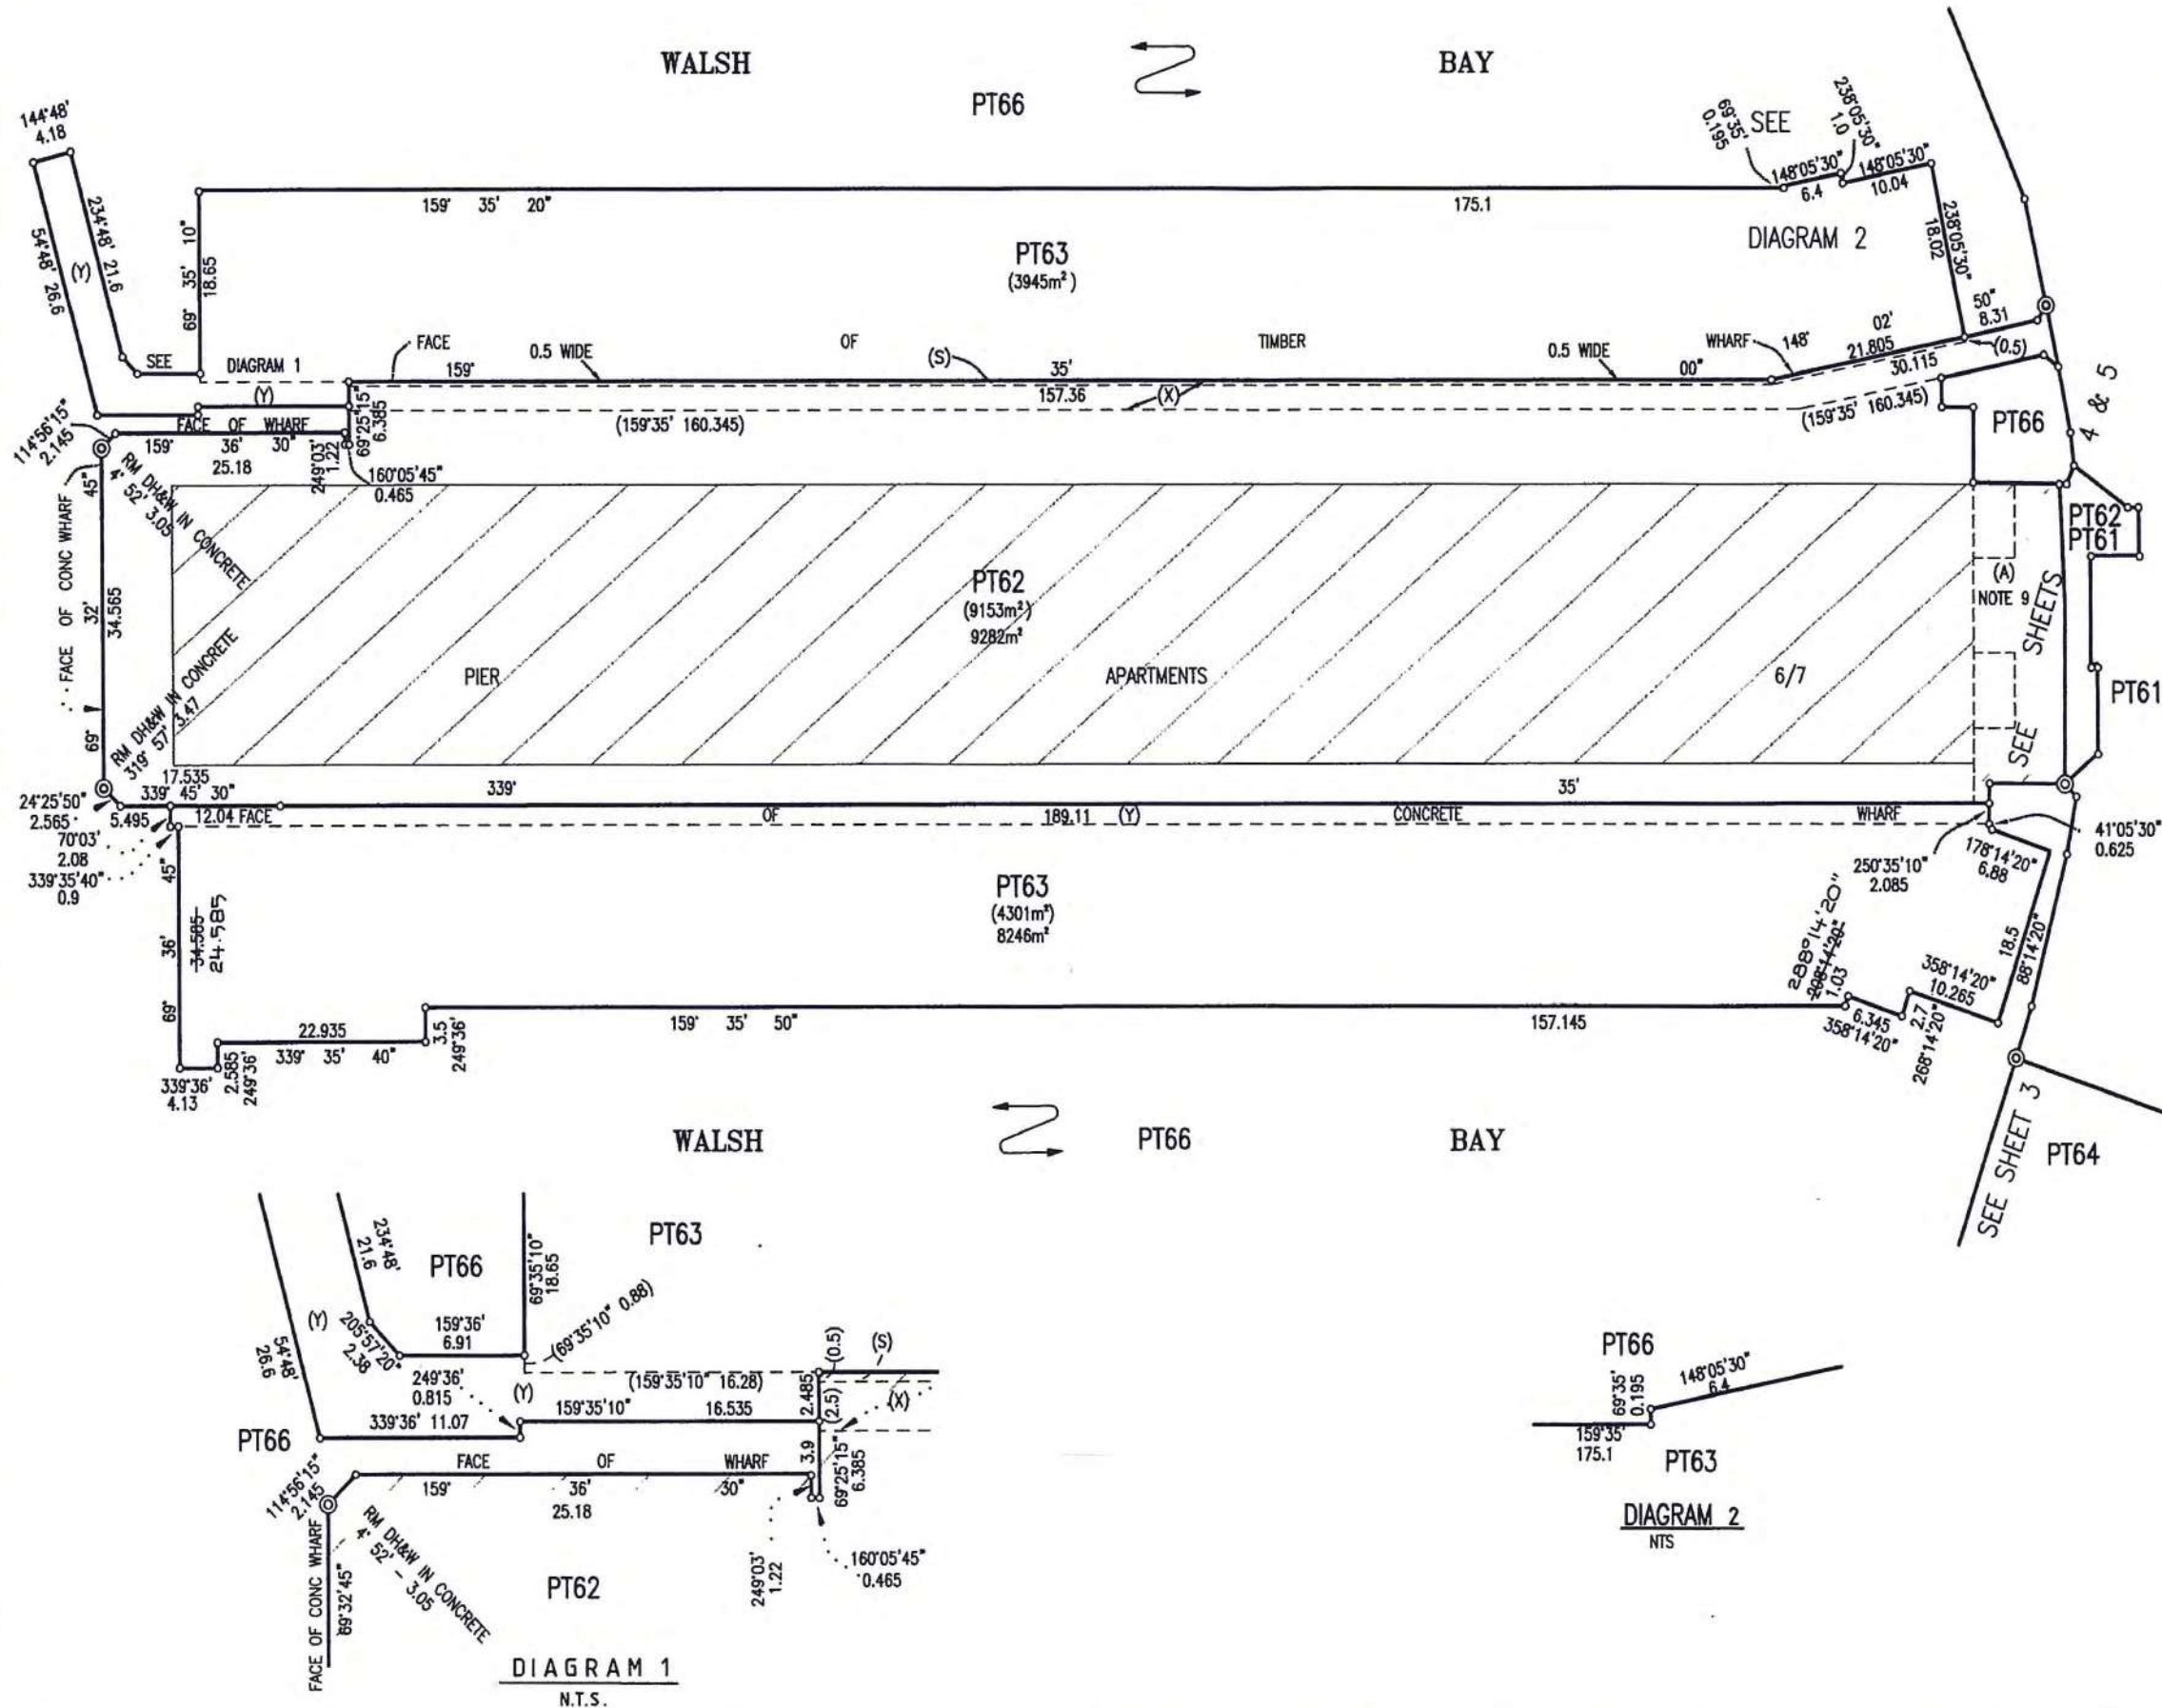 WALSH BAY
PT66
144°48'
4.18
234°48' 21.6
54°48' 26.6
(Y)
69° 35' 10"
18.65
159° 35' 20"
175.1
69°35'
0.195
SEE
DIAGRAM 2
148°05'30"
6.4
238°05'30"
1.0
148°05'30"
10.04
238°05'30"
18.02
PT63
(3945m²)
SEE DIAGRAM 1
(Y)
FACE OF TIMBER WHARF
0.5 WIDE
(S)
0.5 WIDE
159° 35' 00"
157.36
(X)
148° 02' 50"
21.805
8.31
30.115
(0.5)
(159°35' 160.345)
(159°35' 160.345)
PT66
4 & 5
FACE OF WHARF
159° 36' 30"
25.18
114°56'15"
2.145
249°03'
1.22
69°25'15"
6.385
160°05'45"
0.465
RM DH&W IN CONCRETE
4° 52' 3.05
FACE OF CONC WHARF
69° 32' 45"
34.565
RM DH&W IN CONCRETE
319° 57' 3.47
PT62
(9153m²)
9282m²
PIER APARTMENTS 6/7
(A)
NOTE 9
SEE SHEETS
PT62
PT61
PT61
17.535
339° 45' 30"
24°25'50"
2.565
5.495
12.04
70°03'
2.08
339°35'40"
0.9
339° 35'
FACE OF CONCRETE WHARF
189.11 (Y)
41°05'30"
0.625
250°35'10"
2.085
178°14'20"
6.88
PT63
(4301m²)
8246m²
69° 36' 45"
34.585
24.585
288°14'20"
208°14'20"
1.03
6.345
358°14'20"
2.7
268°14'20"
358°14'20"
10.265
18.5
88°14'20"
339°36'
4.13
2.585
249°36'
22.935
339° 35' 40"
3.5
249°36'
159° 35' 50"
157.145
WALSH BAY
PT66
SEE SHEET 3
PT64
234°48'
21.6
PT66
69°35'10"
18.65
PT63
(69°35'10" 0.88)
54°48'
26.6
(Y)
205°57'20"
2.38
159°36'
6.91
249°36'
0.815
(Y)
(159°35'10" 16.28)
159°35'10" 16.535
(0.5)
(S)
2.485
(2.5)
(X)
339°36' 11.07
PT66
3.9
69°25'15"
6.385
FACE OF WHARF
159° 36' 30"
25.18
114°56'15"
2.145
249°03'
1.22
160°05'45"
0.465
RM DH&W IN CONCRETE
4° 52' – 3.05
FACE OF CONC WHARF
69°32'45"
PT62
DIAGRAM 1
N.T.S.
PT66
69°35'
0.195
148°05'30"
6.4
159°35'
175.1
PT63
DIAGRAM 2
NTS